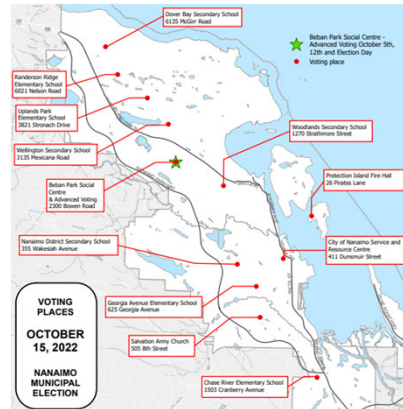 Dover Bay Secondary School
6135 McGirr Road
Beban Park Social Centre -
Advanced Voting October 5th,
12th and Election Day
Voting place
Randerson Ridge
Elementary School
6021 Nelson Road
Uplands Park
Elementary School
3821 Stronach Drive
Wellington Secondary School
3135 Mexicana Road
Woodlands Secondary School
1270 Strathmore Street
Beban Park Social
Centre
& Advanced Voting
2300 Bowen Road
Protection Island Fire Hall
26 Pirates Lane
Nanaimo District Secondary School
355 Wakesiah Avenue
City of Nanaimo Service and
Resource Centre
411 Dunsmuir Street
Georgia Avenue Elementary School
625 Georgia Avenue
Salvation Army Church
505 8th Street
Chase River Elementary School
1503 Cranberry Avenue
VOTING
PLACES
OCTOBER
15, 2022
NANAIMO
MUNICIPAL
ELECTION